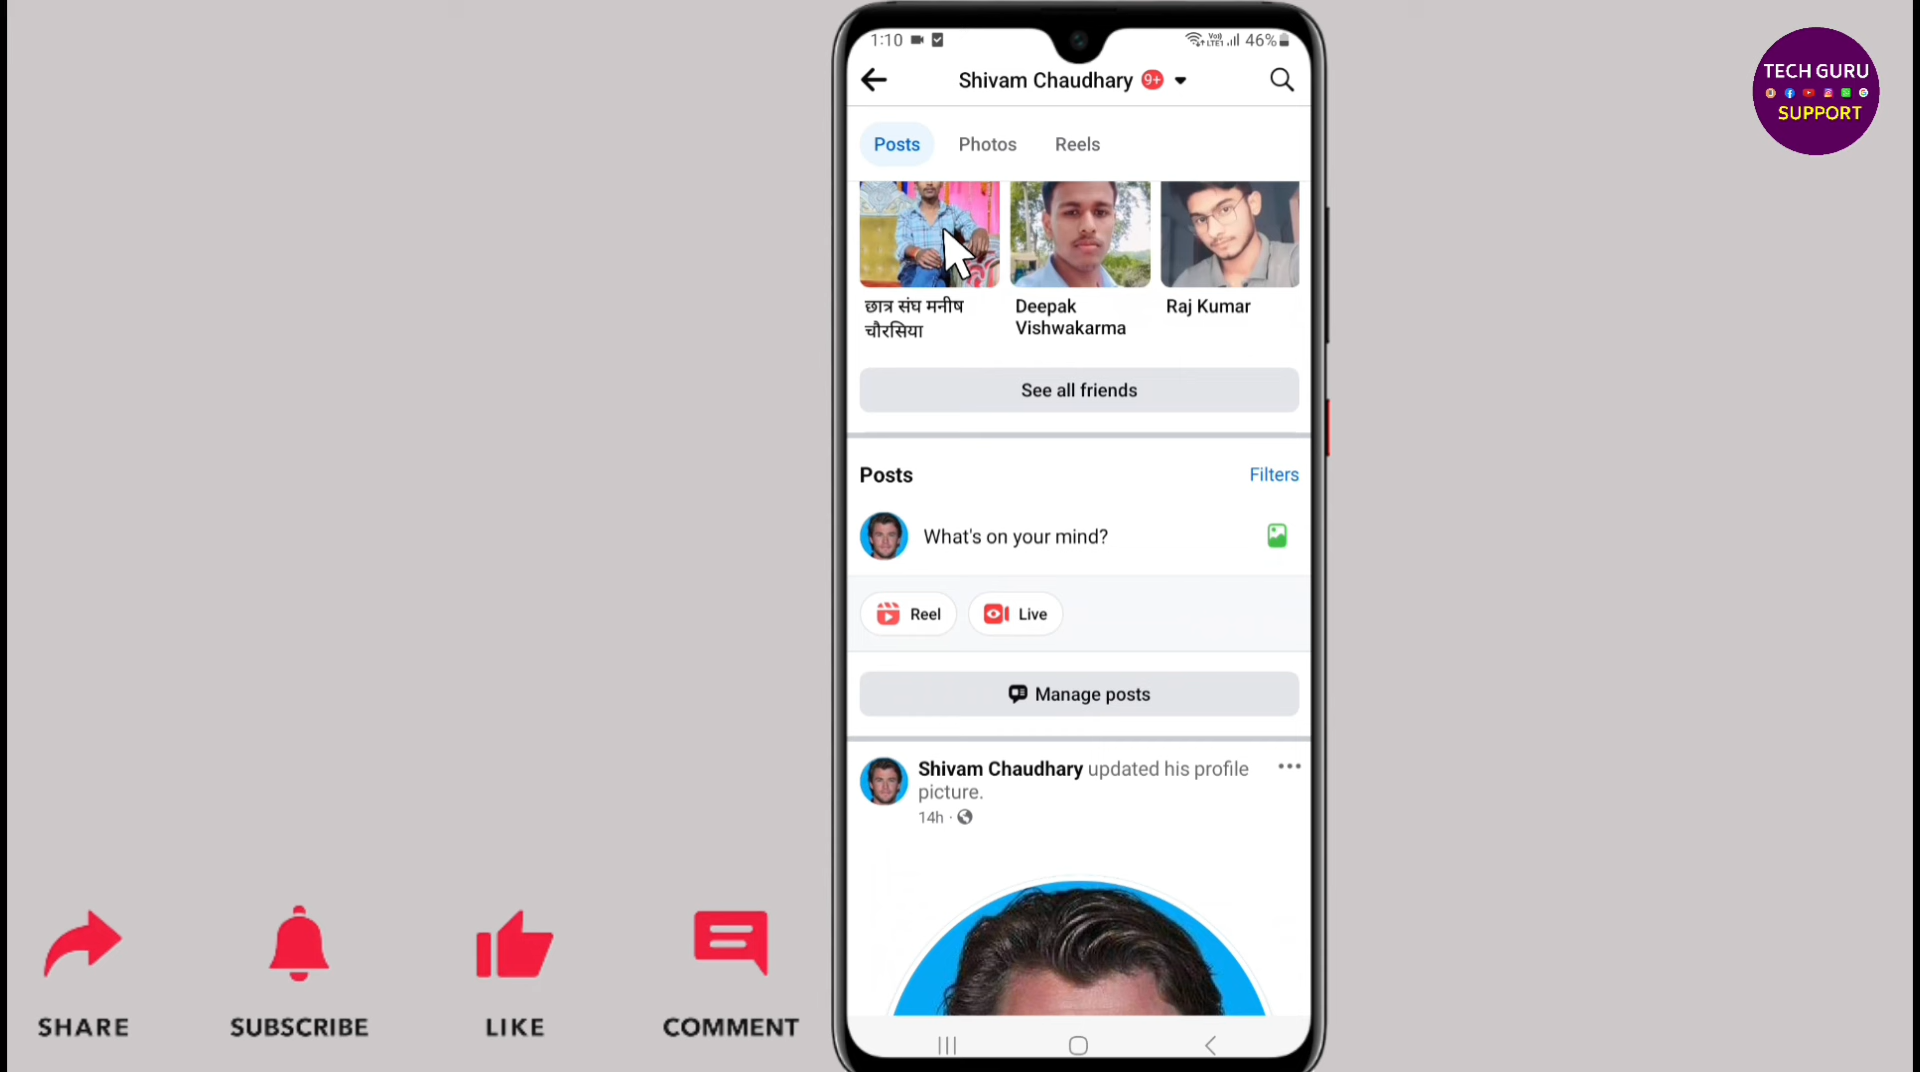 1:10
46%
Shivam Chaudhary 9+
TECH GURU
SUPPORT
Posts Photos Reels
छात्र संघ मनीष
चौरसिया
Deepak
Vishwakarma
Raj Kumar
See all friends
Posts Filters
What's on your mind?
Reel Live
Manage posts
Shivam Chaudhary updated his profile
picture.
14h ·
SHARE SUBSCRIBE LIKE COMMENT